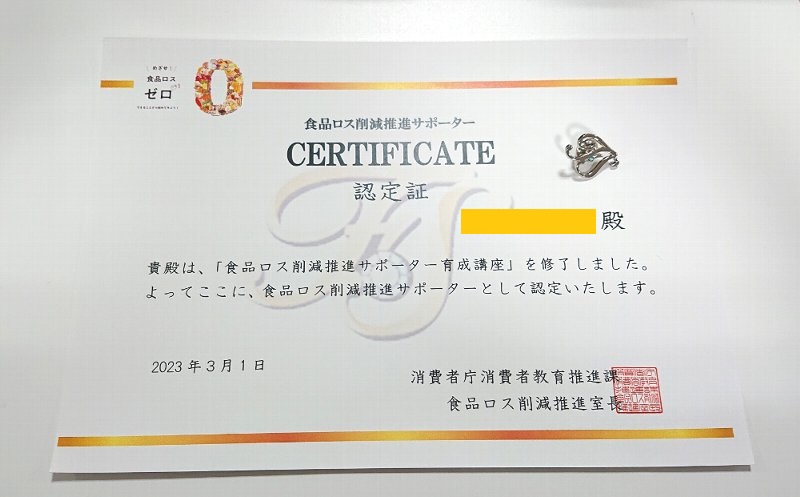 めざせ！
食品ロス
ゼロ
食品ロス削減推進サポーター
CERTIFICATE
認定証
殿
貴殿は、「食品ロス削減推進サポーター育成講座」を修了しました。
よってここに、食品ロス削減推進サポーターとして認定いたします。
2023年3月1日
消費者庁消費者教育推進課
食品ロス削減推進室長